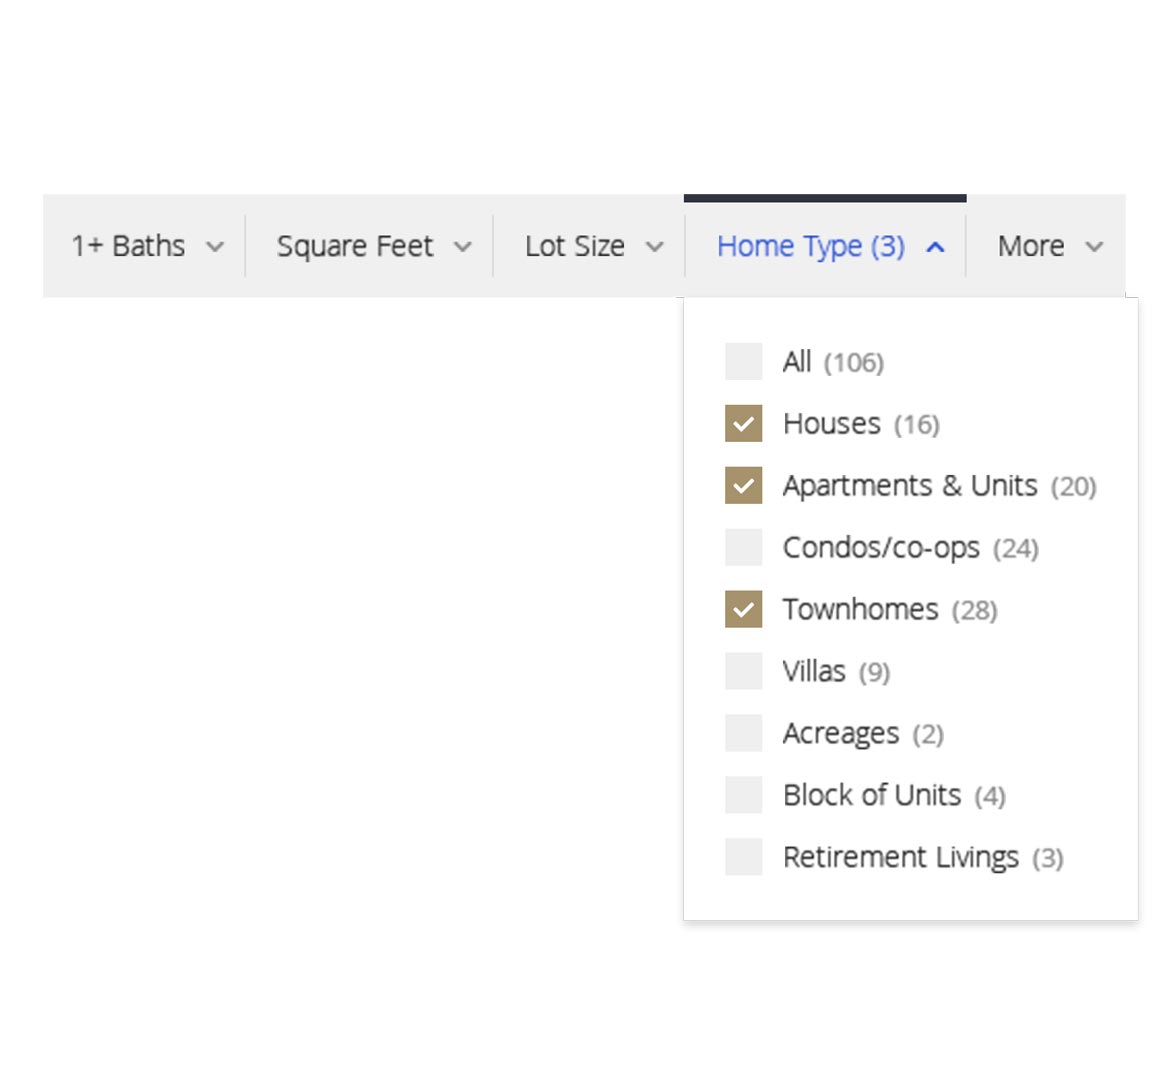 1+ Baths Square Feet Lot Size Home Type (3) More
All (106)
Houses (16)
Apartments & Units (20)
Condos/co-ops (24)
Townhomes (28)
Villas (9)
Acreages (2)
Block of Units (4)
Retirement Livings (3)